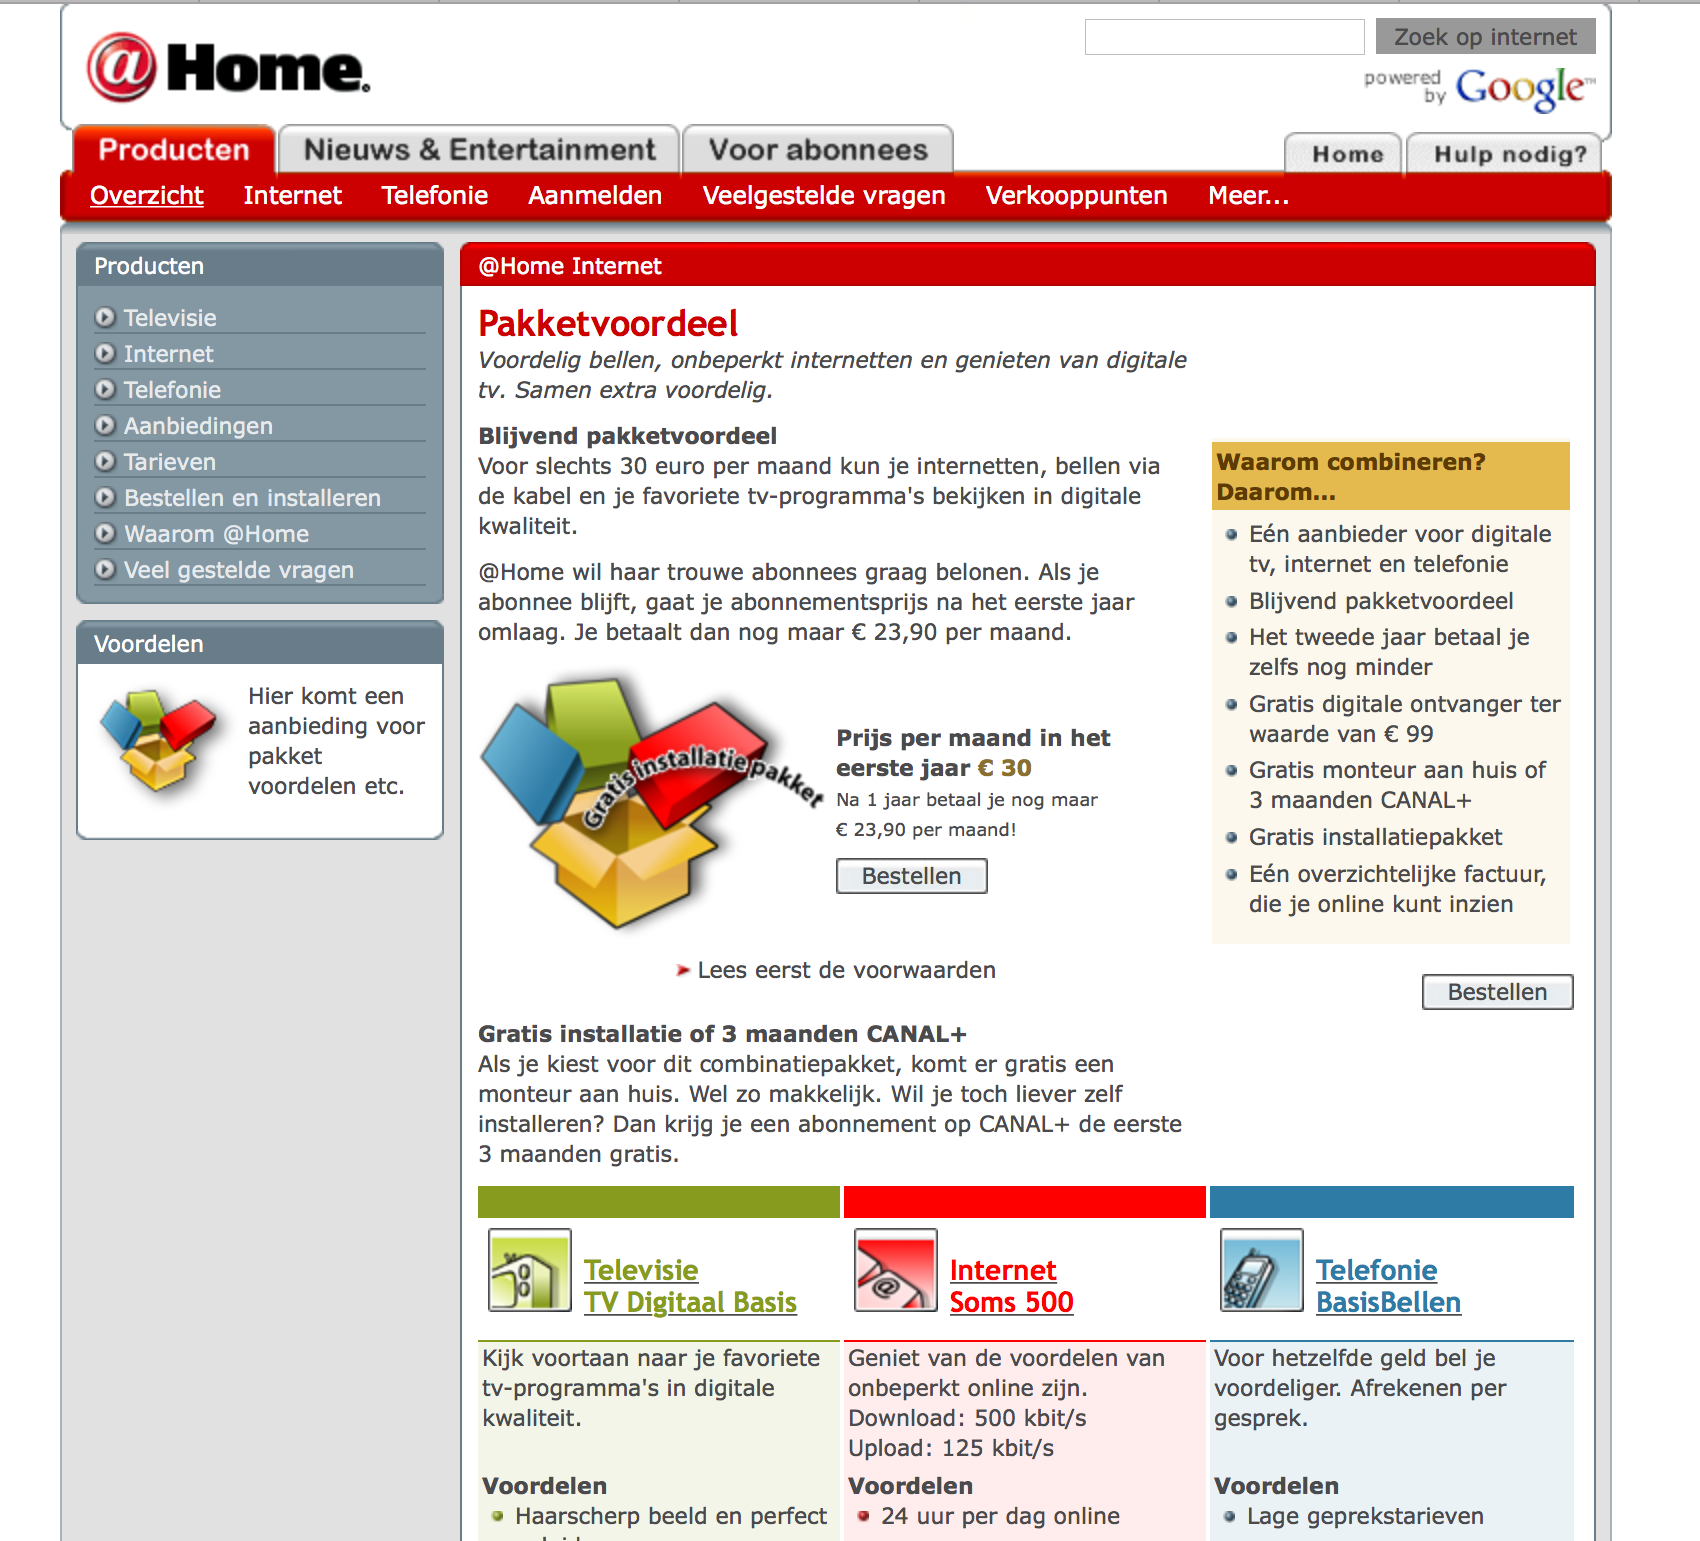 @Home.
Zoek op internet
powered by Google™
Producten
Nieuws & Entertainment
Voor abonnees
Home
Hulp nodig?
Overzicht
Internet
Telefonie
Aanmelden
Veelgestelde vragen
Verkooppunten
Meer...
Producten
Televisie
Internet
Telefonie
Aanbiedingen
Tarieven
Bestellen en installeren
Waarom @Home
Veel gestelde vragen
Voordelen
Hier komt een
aanbieding voor
pakket
voordelen etc.
@Home Internet
Pakketvoordeel
Voordelig bellen, onbeperkt internetten en genieten van digitale
tv. Samen extra voordelig.
Blijvend pakketvoordeel
Voor slechts 30 euro per maand kun je internetten, bellen via
de kabel en je favoriete tv-programma's bekijken in digitale
kwaliteit.
@Home wil haar trouwe abonnees graag belonen. Als je
abonnee blijft, gaat je abonnementsprijs na het eerste jaar
omlaag. Je betaalt dan nog maar € 23,90 per maand.
Gratis installatie pakket
Prijs per maand in het
eerste jaar € 30
Na 1 jaar betaal je nog maar
€ 23,90 per maand!
Bestellen
Lees eerst de voorwaarden
Waarom combineren?
Daarom...
Eén aanbieder voor digitale
tv, internet en telefonie
Blijvend pakketvoordeel
Het tweede jaar betaal je
zelfs nog minder
Gratis digitale ontvanger ter
waarde van € 99
Gratis monteur aan huis of
3 maanden CANAL+
Gratis installatiepakket
Eén overzichtelijke factuur,
die je online kunt inzien
Bestellen
Gratis installatie of 3 maanden CANAL+
Als je kiest voor dit combinatiepakket, komt er gratis een
monteur aan huis. Wel zo makkelijk. Wil je toch liever zelf
installeren? Dan krijg je een abonnement op CANAL+ de eerste
3 maanden gratis.
Televisie
TV Digitaal Basis
Kijk voortaan naar je favoriete
tv-programma's in digitale
kwaliteit.
Voordelen
Haarscherp beeld en perfect
Internet
Soms 500
Geniet van de voordelen van
onbeperkt online zijn.
Download: 500 kbit/s
Upload: 125 kbit/s
Voordelen
24 uur per dag online
Telefonie
BasisBellen
Voor hetzelfde geld bel je
voordeliger. Afrekenen per
gesprek.
Voordelen
Lage geprekstarieven